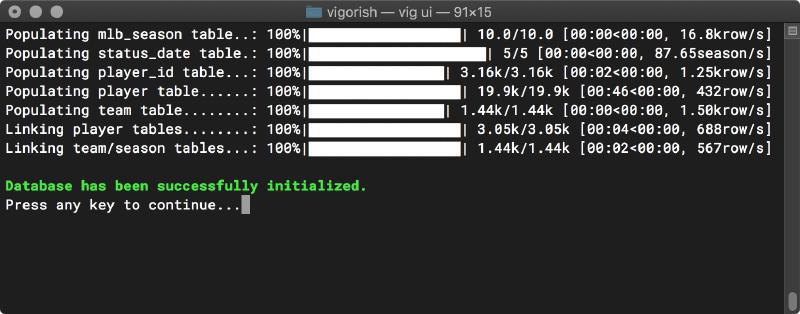 vigorish — vig ui — 91×15
Populating mlb_season table..: 100%|██████████| 10.0/10.0 [00:00<00:00, 16.8krow/s]
Populating status_date table.: 100%|██████████| 5/5 [00:00<00:00, 87.65season/s]
Populating player_id table...: 100%|██████████| 3.16k/3.16k [00:02<00:00, 1.25krow/s]
Populating player table.......: 100%|██████████| 19.9k/19.9k [00:46<00:00, 432row/s]
Populating team table.........: 100%|██████████| 1.44k/1.44k [00:00<00:00, 1.50krow/s]
Linking player tables.........: 100%|██████████| 3.05k/3.05k [00:04<00:00, 688row/s]
Linking team/season tables...: 100%|██████████| 1.44k/1.44k [00:02<00:00, 567row/s]
Database has been successfully initialized.
Press any key to continue...